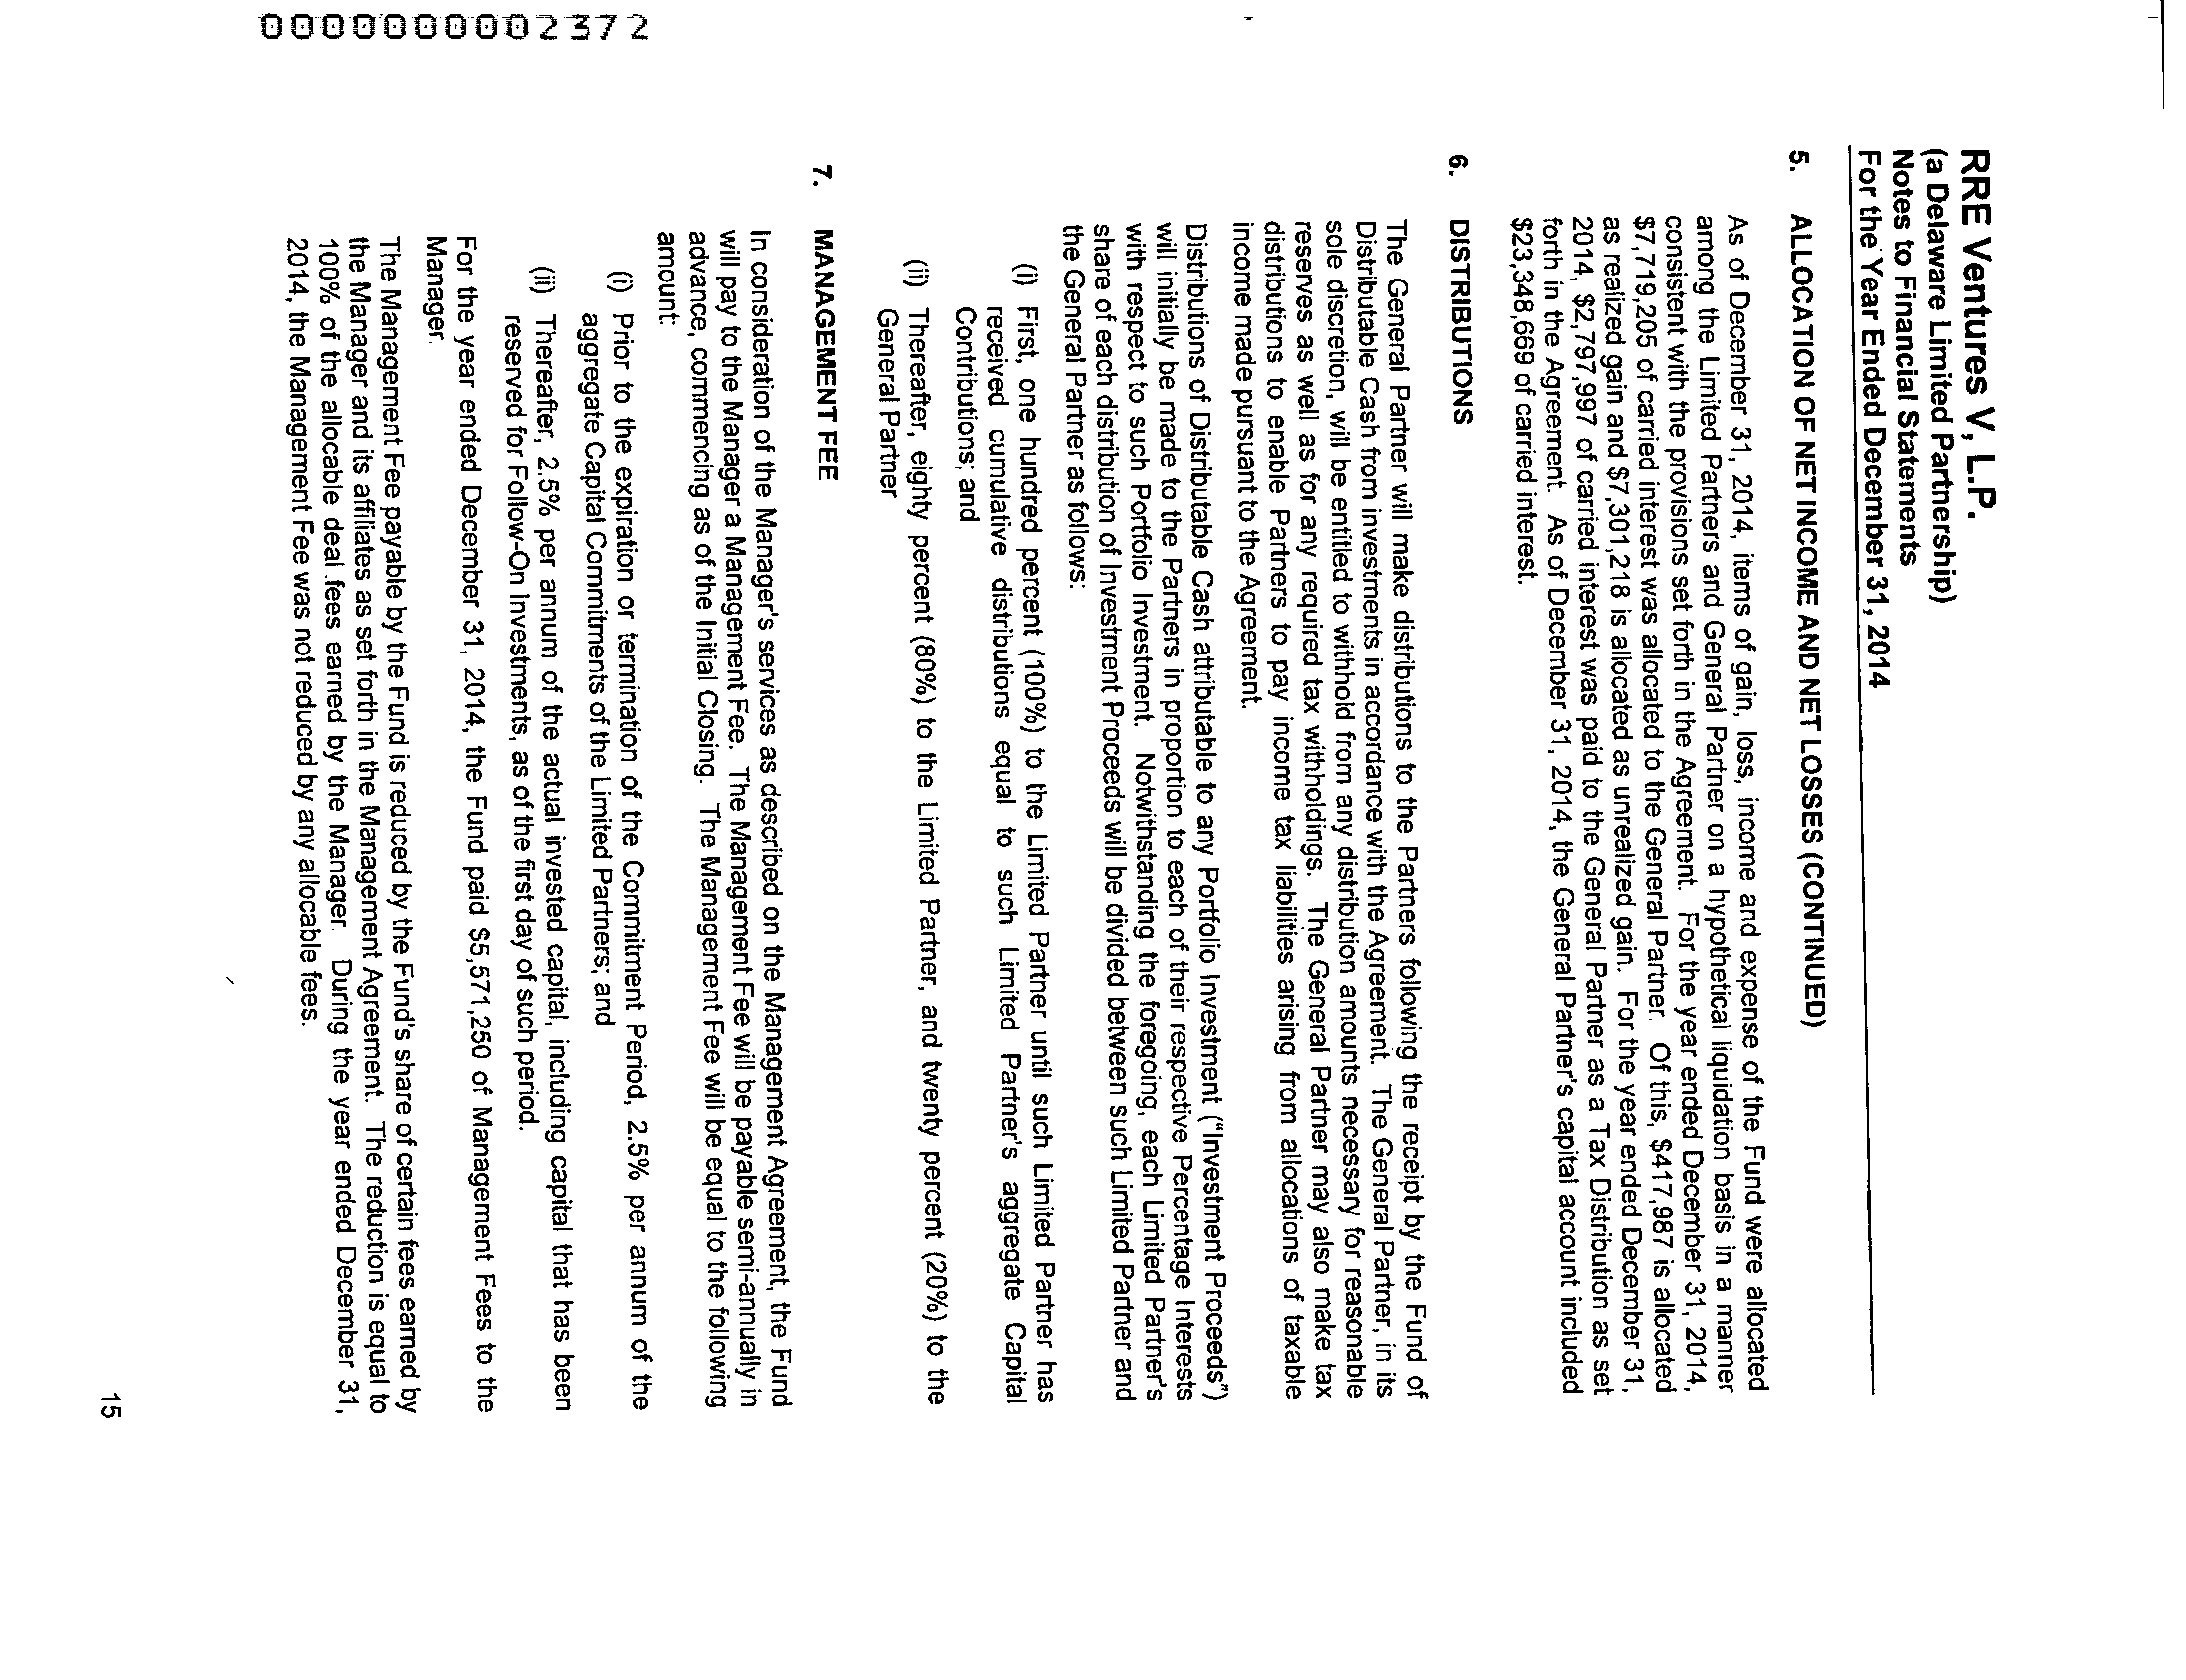 0000000002372
RRE Ventures V, L.P.
(a Delaware Limited Partnership)
Notes to Financial Statements
For the Year Ended December 31, 2014
5. ALLOCATION OF NET INCOME AND NET LOSSES (CONTINUED)
As of December 31, 2014, items of gain, loss, income and expense of the Fund were allocated
among the Limited Partners and General Partner on a hypothetical liquidation basis in a manner
consistent with the provisions set forth in the Agreement. For the year ended December 31, 2014,
$7,719,205 of carried interest was allocated to the General Partner. Of this, $417,987 is allocated
as realized gain and $7,301,218 is allocated as unrealized gain. For the year ended December 31,
2014, $2,797,997 of carried interest was paid to the General Partner as a Tax Distribution as set
forth in the Agreement. As of December 31, 2014, the General Partner's capital account included
$23,348,669 of carried interest.
6. DISTRIBUTIONS
The General Partner will make distributions to the Partners following the receipt by the Fund of
Distributable Cash from investments in accordance with the Agreement. The General Partner, in its
sole discretion, will be entitled to withhold from any distribution amounts necessary for reasonable
reserves as well as for any required tax withholdings. The General Partner may also make tax
distributions to enable Partners to pay income tax liabilities arising from allocations of taxable
income made pursuant to the Agreement.
Distributions of Distributable Cash attributable to any Portfolio Investment ("Investment Proceeds")
will initially be made to the Partners in proportion to each of their respective Percentage Interests
with respect to such Portfolio Investment. Notwithstanding the foregoing, each Limited Partner's
share of each distribution of Investment Proceeds will be divided between such Limited Partner and
the General Partner as follows:
(i) First, one hundred percent (100%) to the Limited Partner until such Limited Partner has
received cumulative distributions equal to such Limited Partner's aggregate Capital
Contributions; and
(ii) Thereafter, eighty percent (80%) to the Limited Partner, and twenty percent (20%) to the
General Partner
7. MANAGEMENT FEE
In consideration of the Manager's services as described on the Management Agreement, the Fund
will pay to the Manager a Management Fee. The Management Fee will be payable semi-annually in
advance, commencing as of the Initial Closing. The Management Fee will be equal to the following
amount:
(i) Prior to the expiration or termination of the Commitment Period, 2.5% per annum of the
aggregate Capital Commitments of the Limited Partners; and
(ii) Thereafter, 2.5% per annum of the actual invested capital, including capital that has been
reserved for Follow-On Investments, as of the first day of such period.
For the year ended December 31, 2014, the Fund paid $5,571,250 of Management Fees to the
Manager.
The Management Fee payable by the Fund is reduced by the Fund's share of certain fees earned by
the Manager and its affiliates as set forth in the Management Agreement. The reduction is equal to
100% of the allocable deal fees earned by the Manager. During the year ended December 31,
2014, the Management Fee was not reduced by any allocable fees.
15